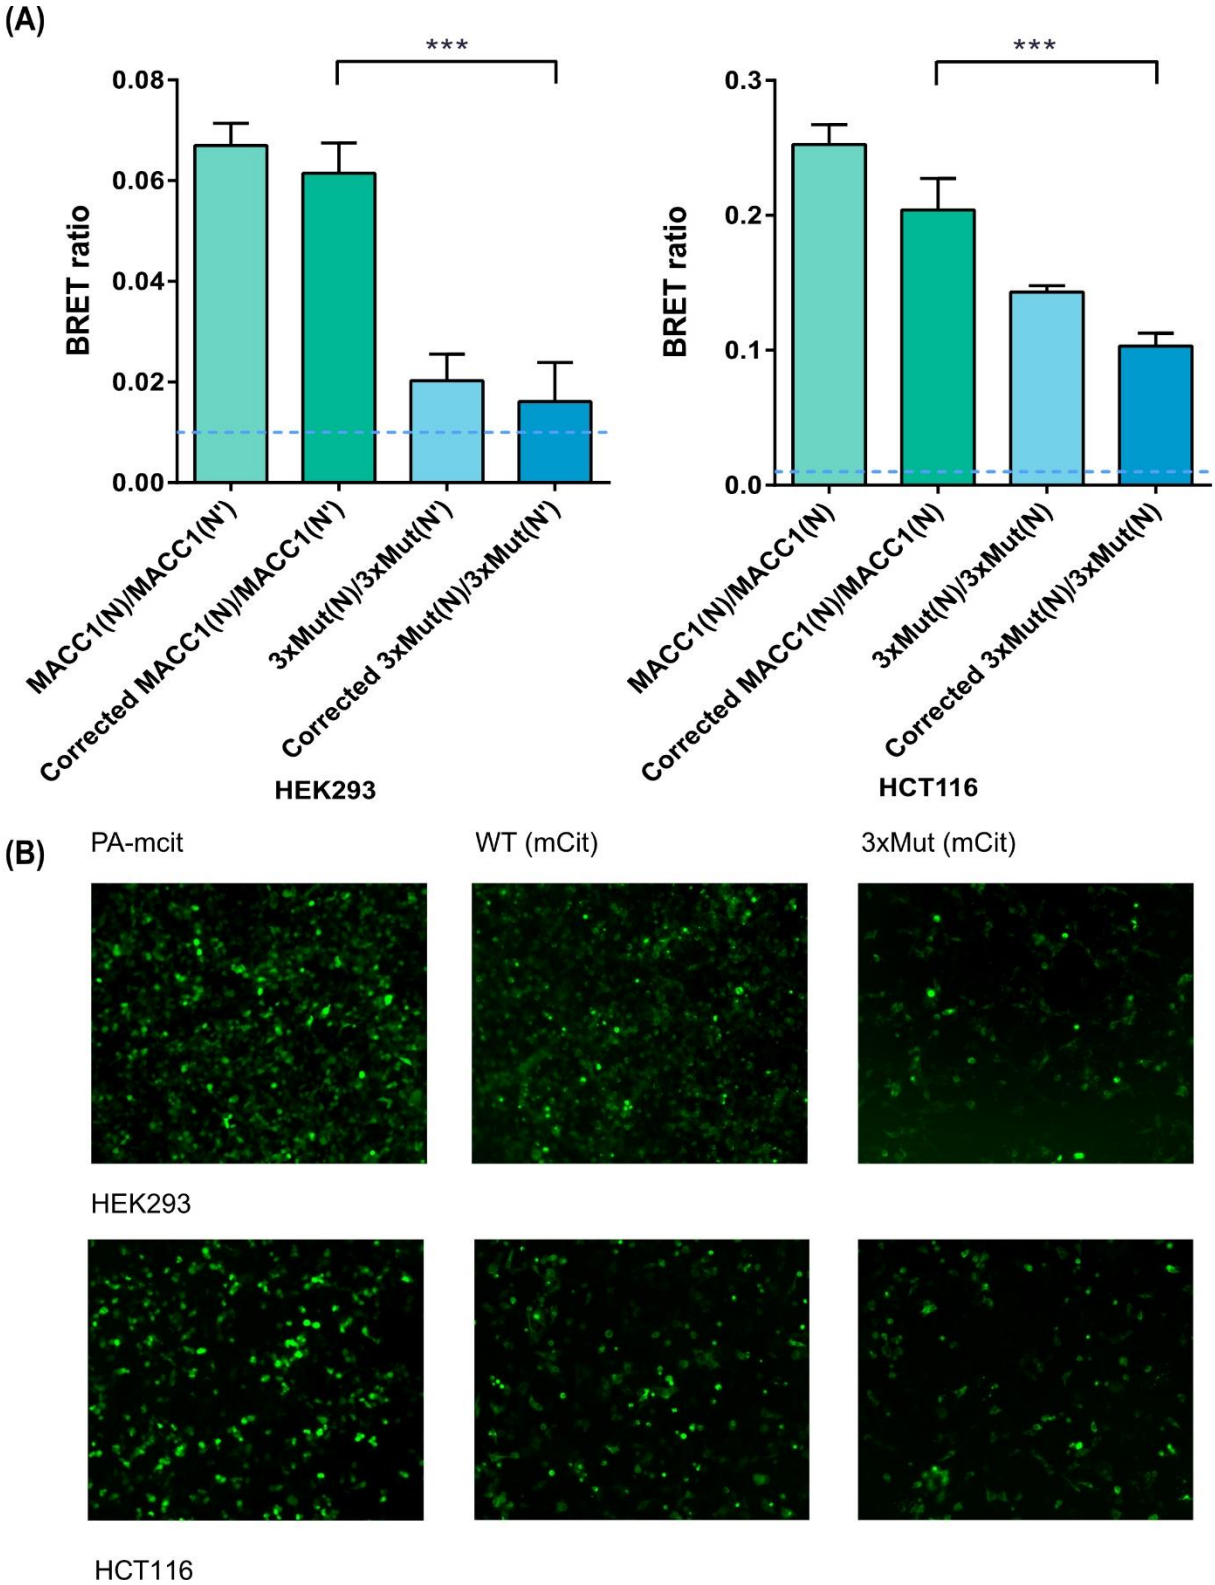 (A)
***
0.08
0.06
0.04
0.02
0.00
BRET ratio
MACC1(N)/MACC1(N')
Corrected MACC1(N)/MACC1(N')
3xMut(N)/3xMut(N')
Corrected 3xMut(N)/3xMut(N')
HEK293
***
0.3
0.2
0.1
0.0
BRET ratio
MACC1(N)/MACC1(N)
Corrected MACC1(N)/MACC1(N)
3xMut(N)/3xMut(N)
Corrected 3xMut(N)/3xMut(N)
HCT116
(B)
PA-mcit
WT (mCit)
3xMut (mCit)
HEK293
HCT116